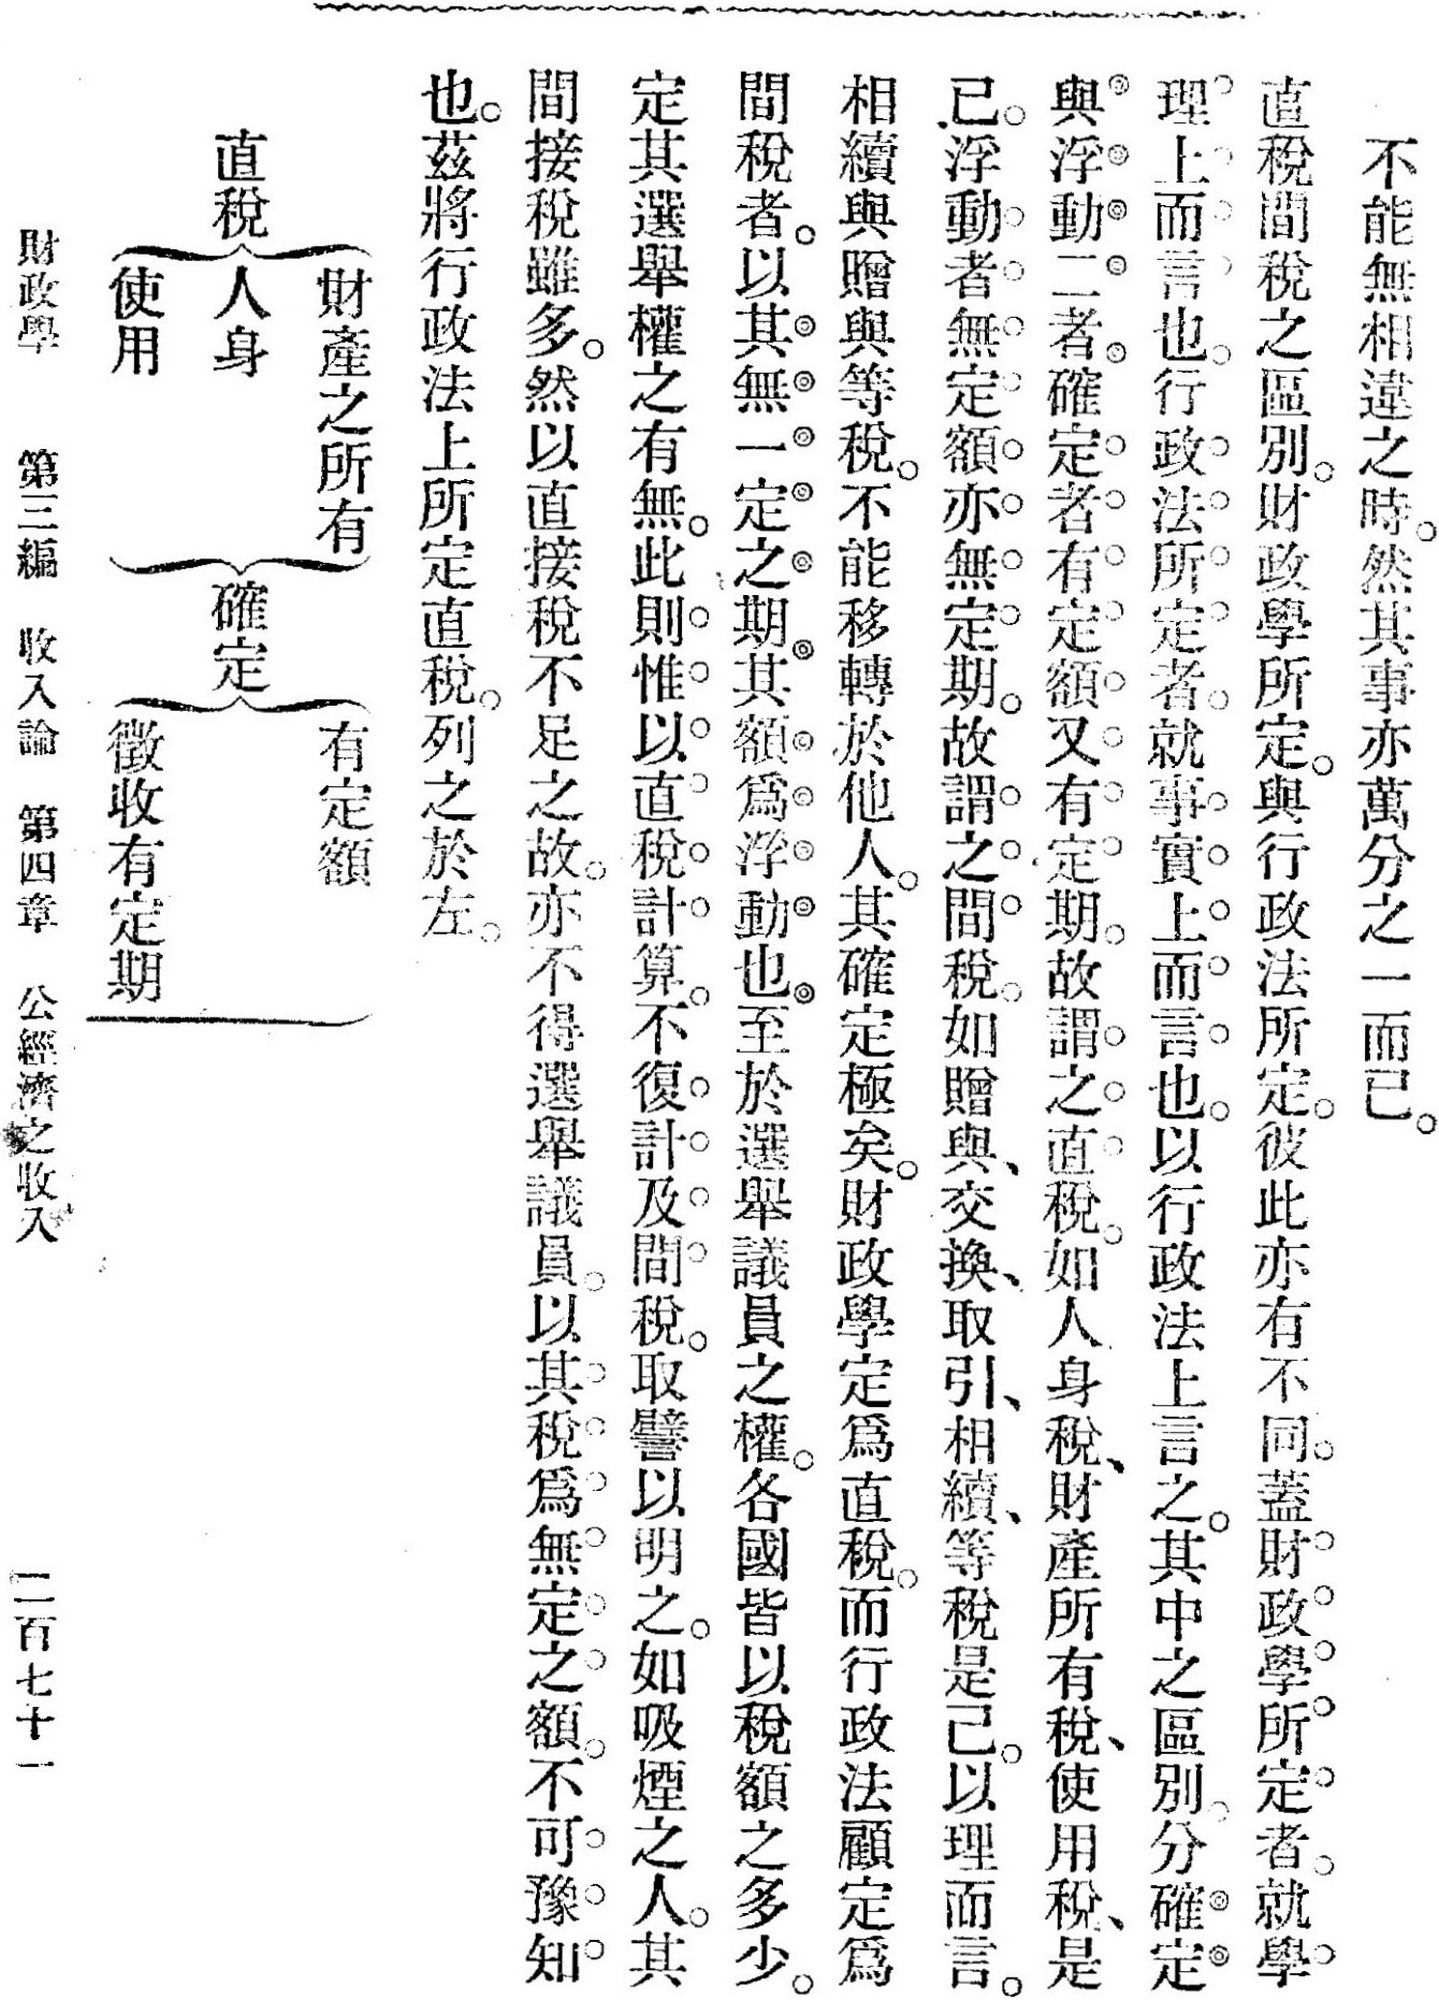 不能無相違之時。然其事亦萬分之一而已。
直稅間稅之區別。財政學所定。與行政法所定。彼此亦有不同。蓋財政學所定者。就學
理上而言也。行政法所定者。就事實上而言也。以行政法上言之。其中之區別。分確定
與浮動二者。確定者有定額又有定期。故謂之直稅。如人身稅、財產所有稅、使用稅、是
已。浮動者無定額。亦無定期。故謂之間稅。如贈與、交換、取引、相續、等稅是己。以理而言。
相續與贈與等稅。不能移轉於他人。其確定極矣。財政學定爲直稅。而行政法顧定爲
間稅者。以其無一定之期。其額爲浮動也。至於選舉議員之權。各國皆以稅額之多少。
定其選舉權之有無。此則惟以直稅計算。不復計及間稅。取譬以明之。如吸煙之人。其
間接稅雖多。然以直接稅不足之故。亦不得選舉議員。以其稅爲無定之額。不可豫知
也。茲將行政法上所定直稅。列之於左。
直稅
財產之所有
人身
使用
確定
有定額
徵收有定期
財政學 第三編 收入論 第四章 公經濟之收入 二百七十一